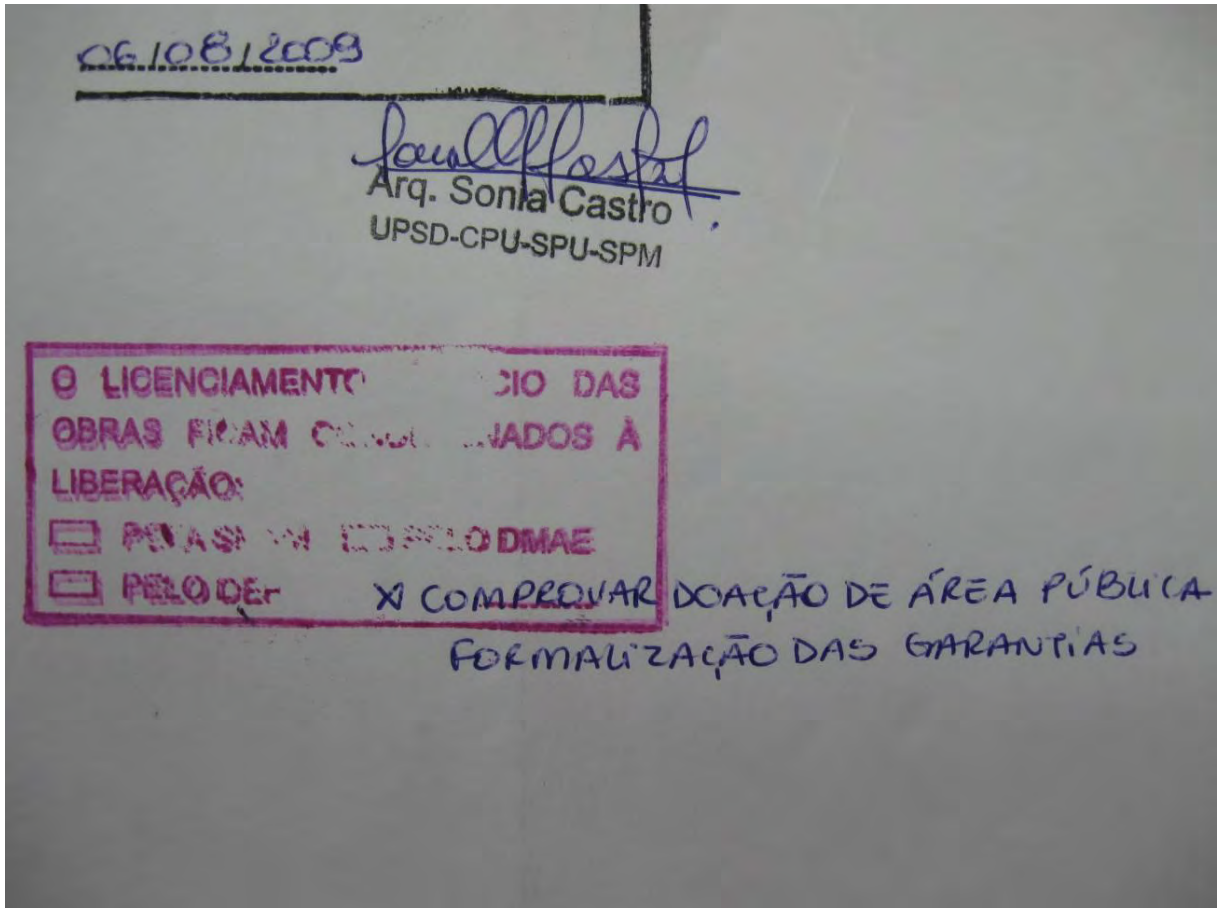 06/08/2009
Arq. Sonia Castro
UPSD-CPU-SPU-SPM
O LICENCIAMENTO DAS
OBRAS FICAM À
LIBERAÇÃO:
PELO DMAE
PELO
X COMPROVAR DOAÇÃO DE ÁREA PÚBLICA
FORMALIZAÇÃO DAS GARANTIAS